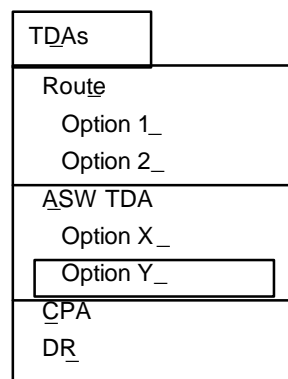 TDAs
Route
Option 1_
Option 2_
ASW TDA
Option X_
Option Y_
CPA
DR